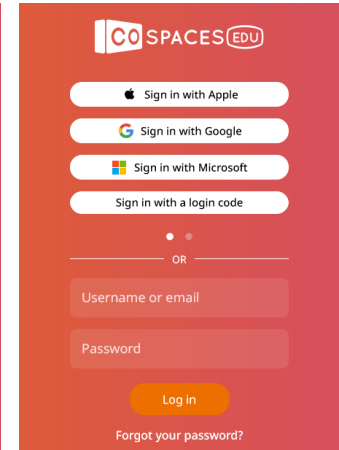 CO SPACES EDU
Sign in with Apple
Sign in with Google
Sign in with Microsoft
Sign in with a login code
OR
Username or email
Password
Log in
Forgot your password?